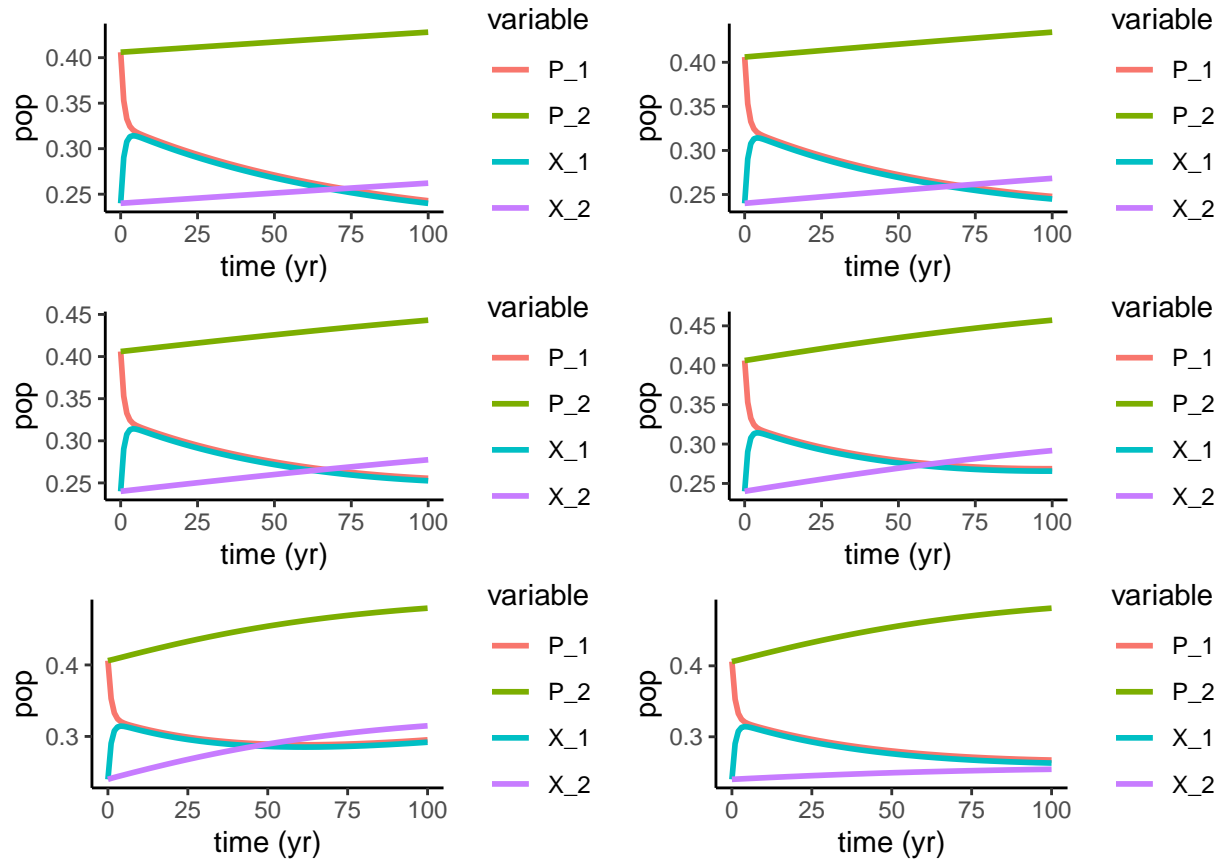 variable
0.40
0.35
0.30
0.25
pop
P_1
P_2
X_1
X_2
0 25 50 75 100
time (yr)
variable
0.40
0.35
0.30
0.25
pop
P_1
P_2
X_1
X_2
0 25 50 75 100
time (yr)
variable
0.45
0.40
0.35
0.30
0.25
pop
P_1
P_2
X_1
X_2
0 25 50 75 100
time (yr)
variable
0.45
0.40
0.35
0.30
0.25
pop
P_1
P_2
X_1
X_2
0 25 50 75 100
time (yr)
variable
0.4
0.3
pop
P_1
P_2
X_1
X_2
0 25 50 75 100
time (yr)
variable
0.4
0.3
pop
P_1
P_2
X_1
X_2
0 25 50 75 100
time (yr)